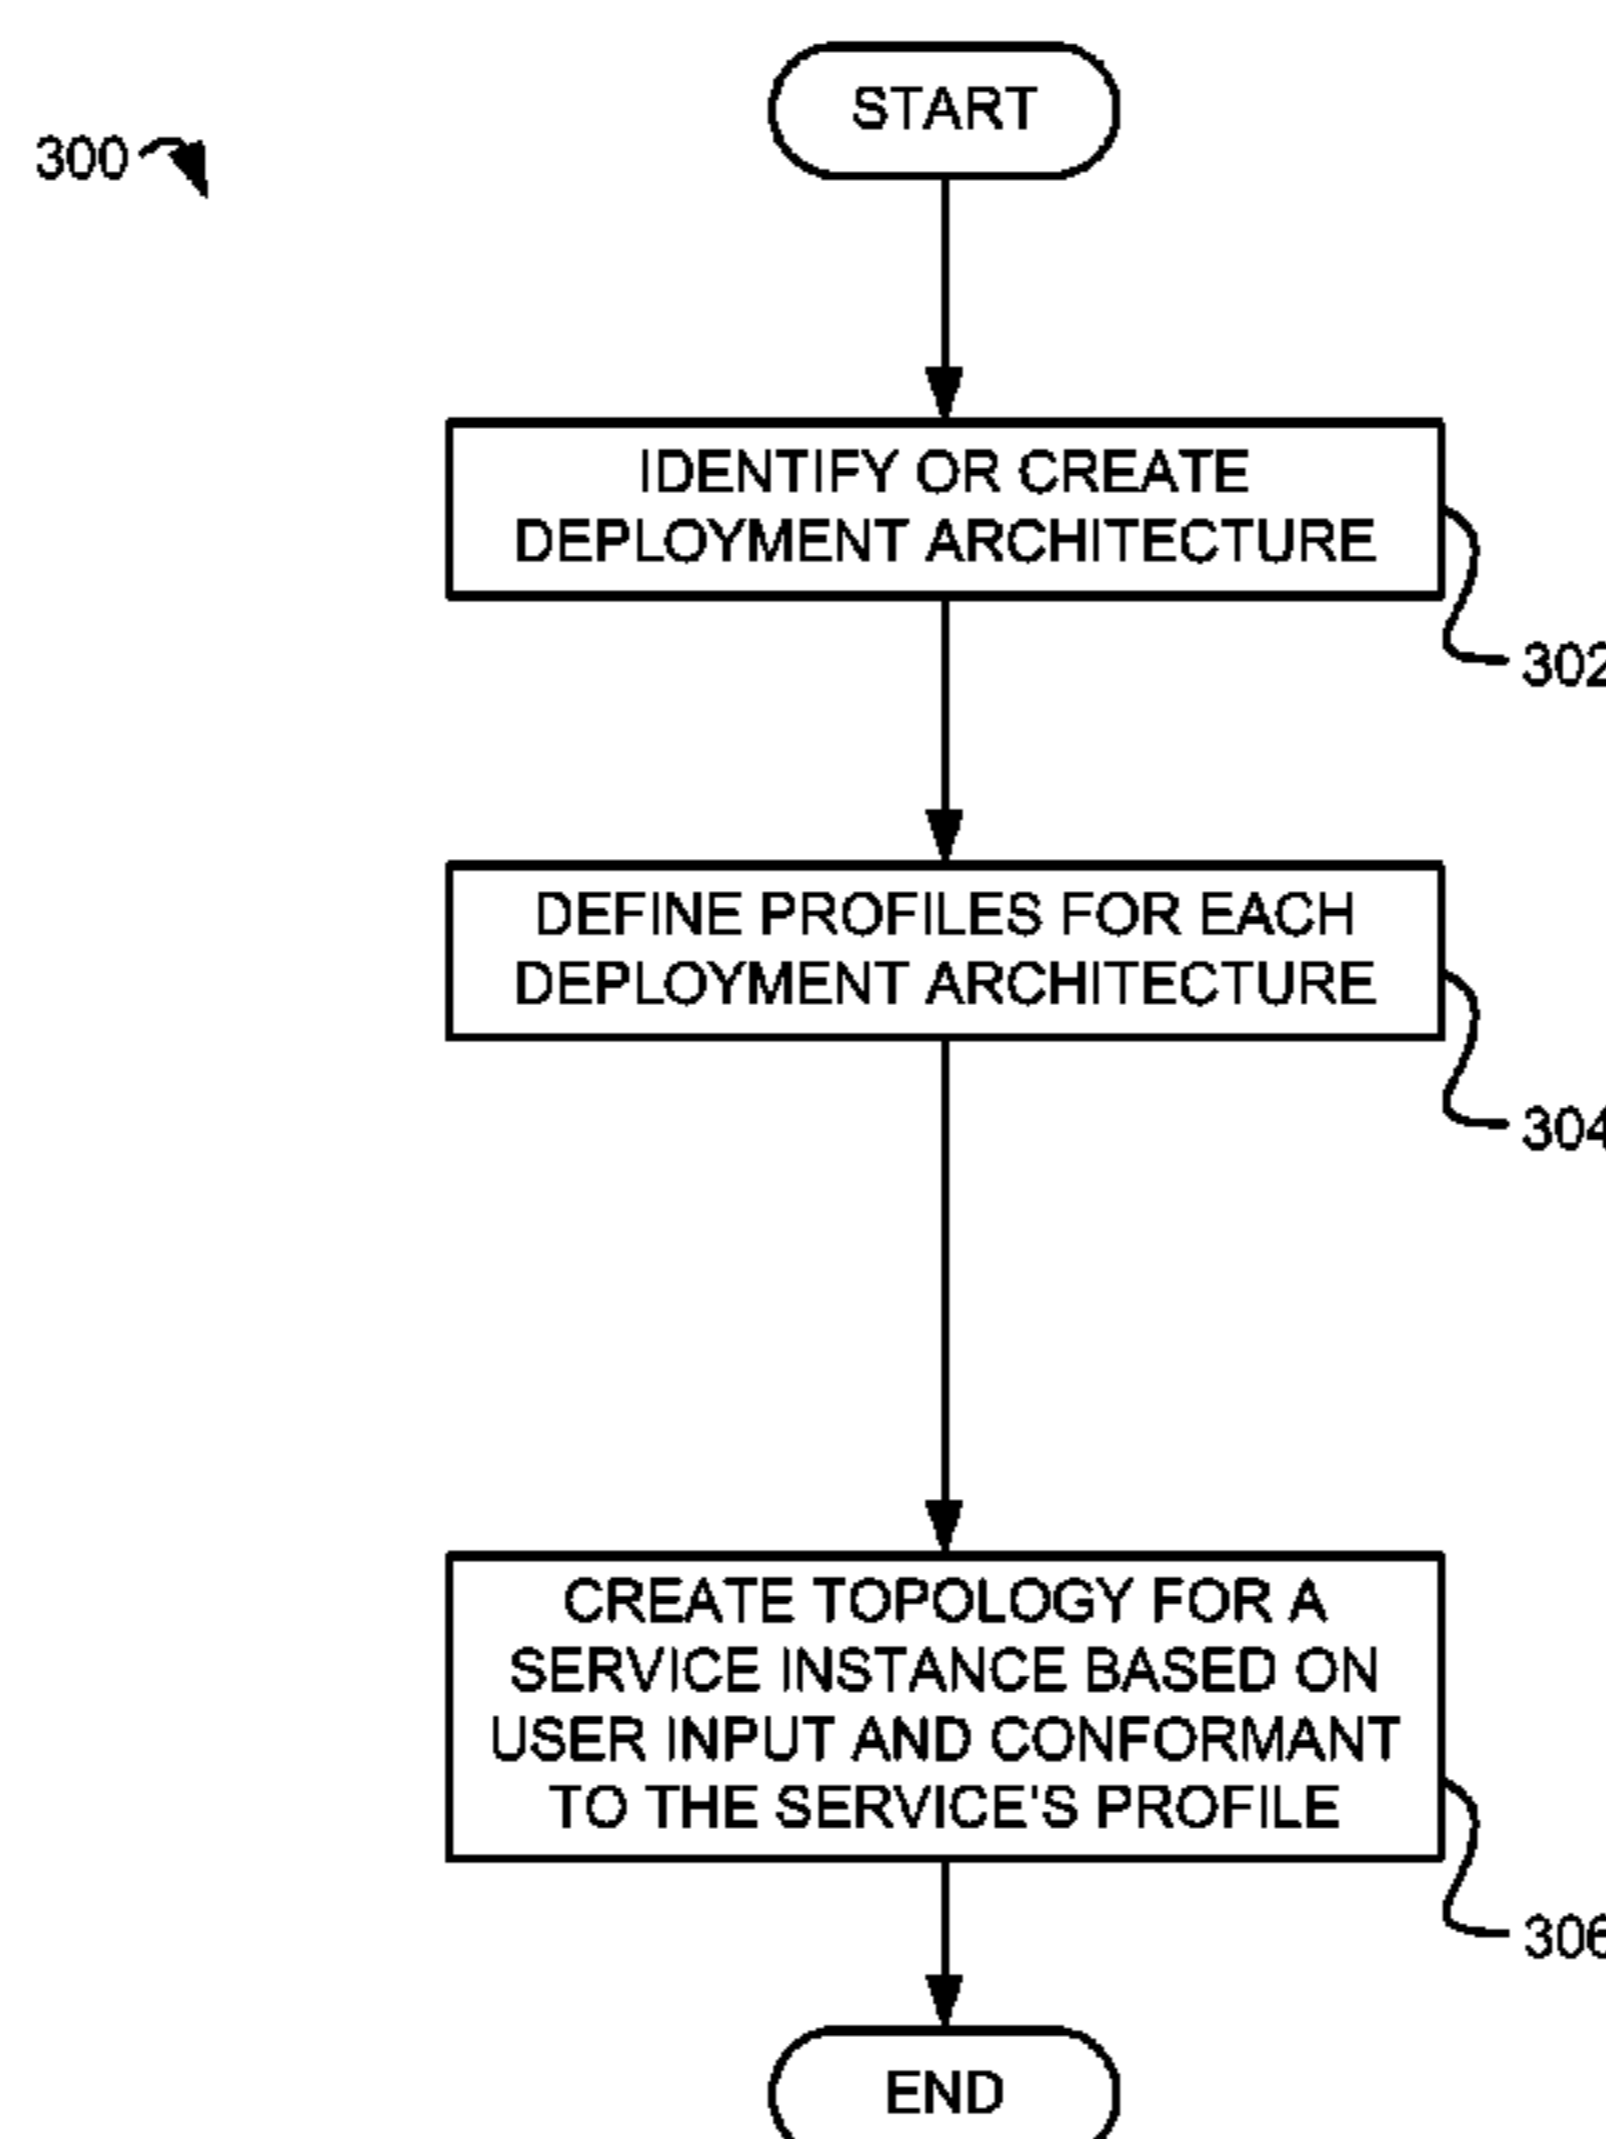 START
300
IDENTIFY OR CREATE
DEPLOYMENT ARCHITECTURE
302
DEFINE PROFILES FOR EACH
DEPLOYMENT ARCHITECTURE
304
CREATE TOPOLOGY FOR A
SERVICE INSTANCE BASED ON
USER INPUT AND CONFORMANT
TO THE SERVICE'S PROFILE
306
END